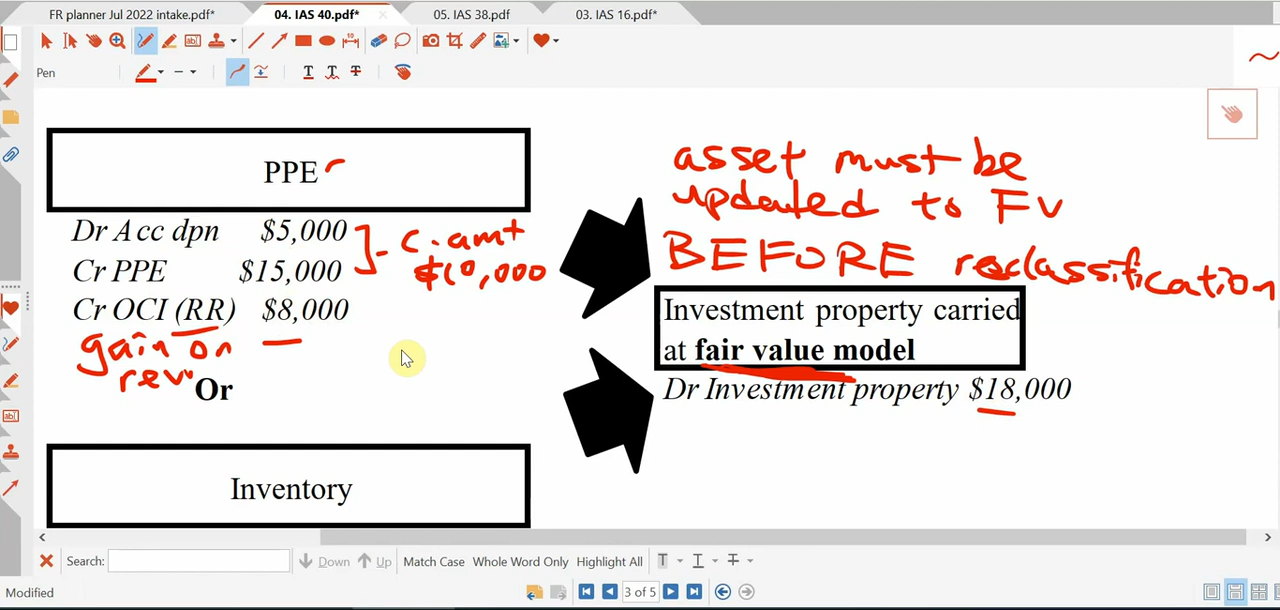 FR planner Jul 2022 intake.pdf*
04. IAS 40.pdf*
05. IAS 38.pdf
03. IAS 16.pdf*
Pen
PPE
Dr Acc dpn $5,000
Cr PPE $15,000
Cr OCI (RR) $8,000
c.amt
$10,000
gain on
revⁿ
Or
Inventory
asset must be
updated to FV
BEFORE reclassification
Investment property carried
at fair value model
Dr Investment property $18,000
Search:
Down
Up
Match Case
Whole Word Only
Highlight All
Modified
3 of 5